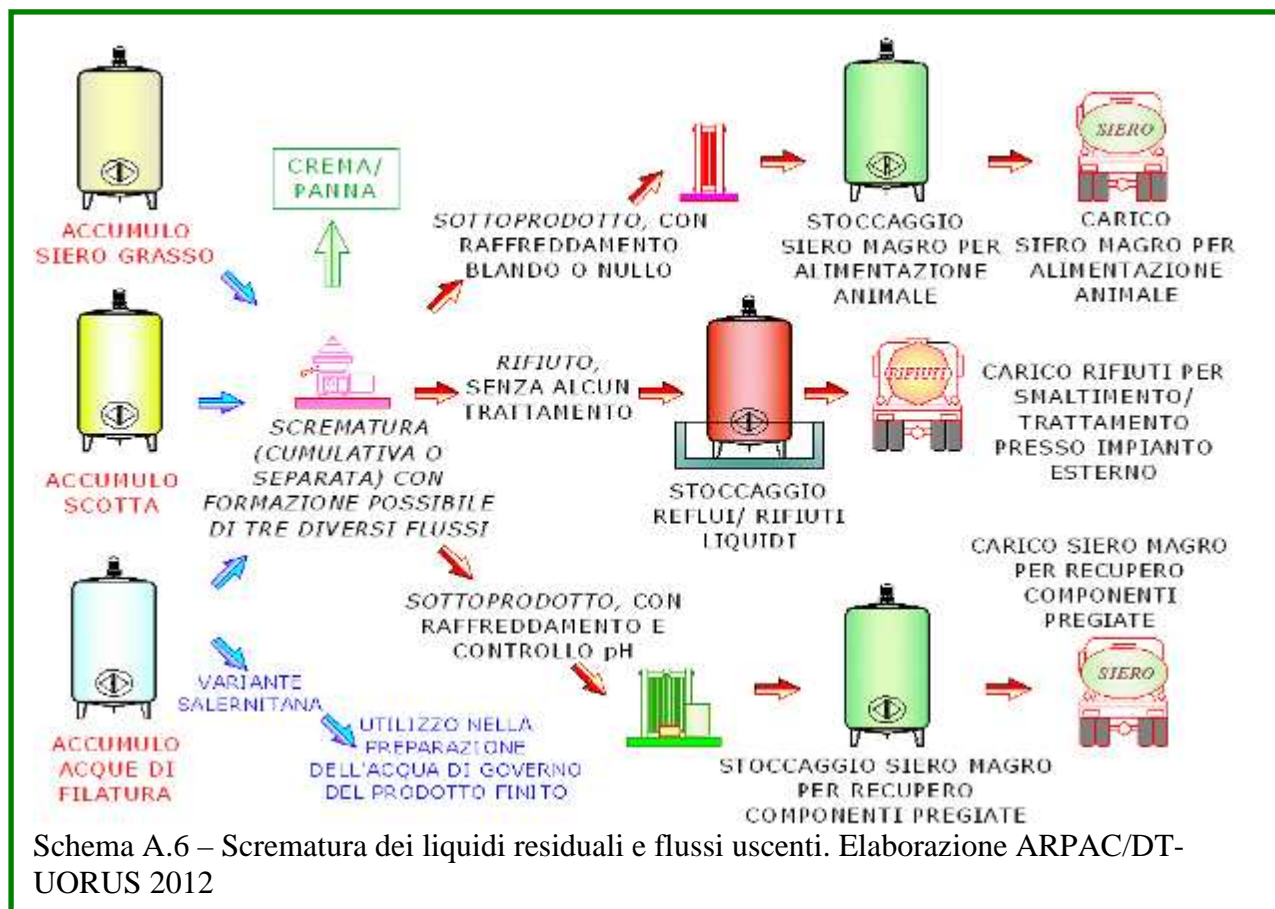 ACCUMULO
SIERO GRASSO
ACCUMULO
SCOTTA
ACCUMULO
ACQUE DI
FILATURA
VARIANTE
SALERNITANA
UTILIZZO NELLA
PREPARAZIONE
DELL'ACQUA DI GOVERNO
DEL PRODOTTO FINITO
CREMA/
PANNA
SCREMATURA
(CUMULATIVA O
SEPARATA) CON
FORMAZIONE POSSIBILE
DI TRE DIVERSI FLUSSI
SOTTOPRODOTTO, CON
RAFFREDDAMENTO
BLANDO O NULLO
STOCCAGGIO
SIERO MAGRO PER
ALIMENTAZIONE
ANIMALE
SIERO
CARICO
SIERO MAGRO PER
ALIMENTAZIONE
ANIMALE
RIFIUTO,
SENZA ALCUN
TRATTAMENTO
STOCCAGGIO
REFLUI/ RIFIUTI
LIQUIDI
RIFIUTI
CARICO RIFIUTI PER
SMALTIMENTO/
TRATTAMENTO
PRESSO IMPIANTO
ESTERNO
SOTTOPRODOTTO, CON
RAFFREDDAMENTO E
CONTROLLO pH
STOCCAGGIO SIERO MAGRO
PER RECUPERO
COMPONENTI PREGIATE
CARICO SIERO MAGRO
PER RECUPERO
COMPONENTI
PREGIATE
SIERO
Schema A.6 – Scrematura dei liquidi residuali e flussi uscenti. Elaborazione ARPAC/DT-
UORUS 2012